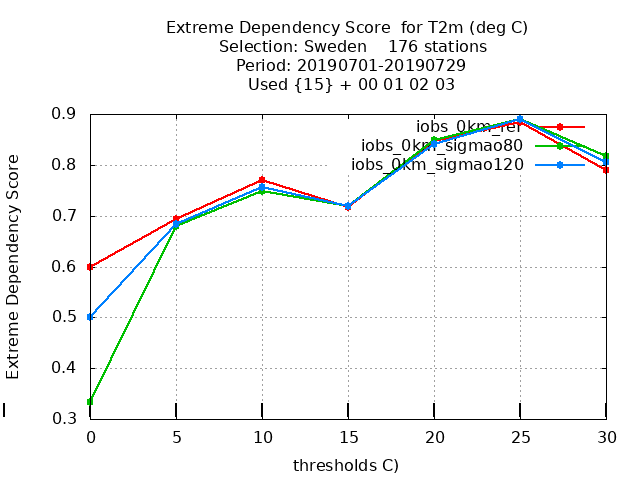 Extreme Dependency Score for T2m (deg C)
Selection: Sweden 176 stations
Period: 20190701-20190729
Used {15} + 00 01 02 03
iobs_0km-ref
iobs_0km_sigmao80
iobs_0km_sigmao120
Extreme Dependency Score
0.9
0.8
0.7
0.6
0.5
0.4
0.3
0 5 10 15 20 25 30
thresholds C)